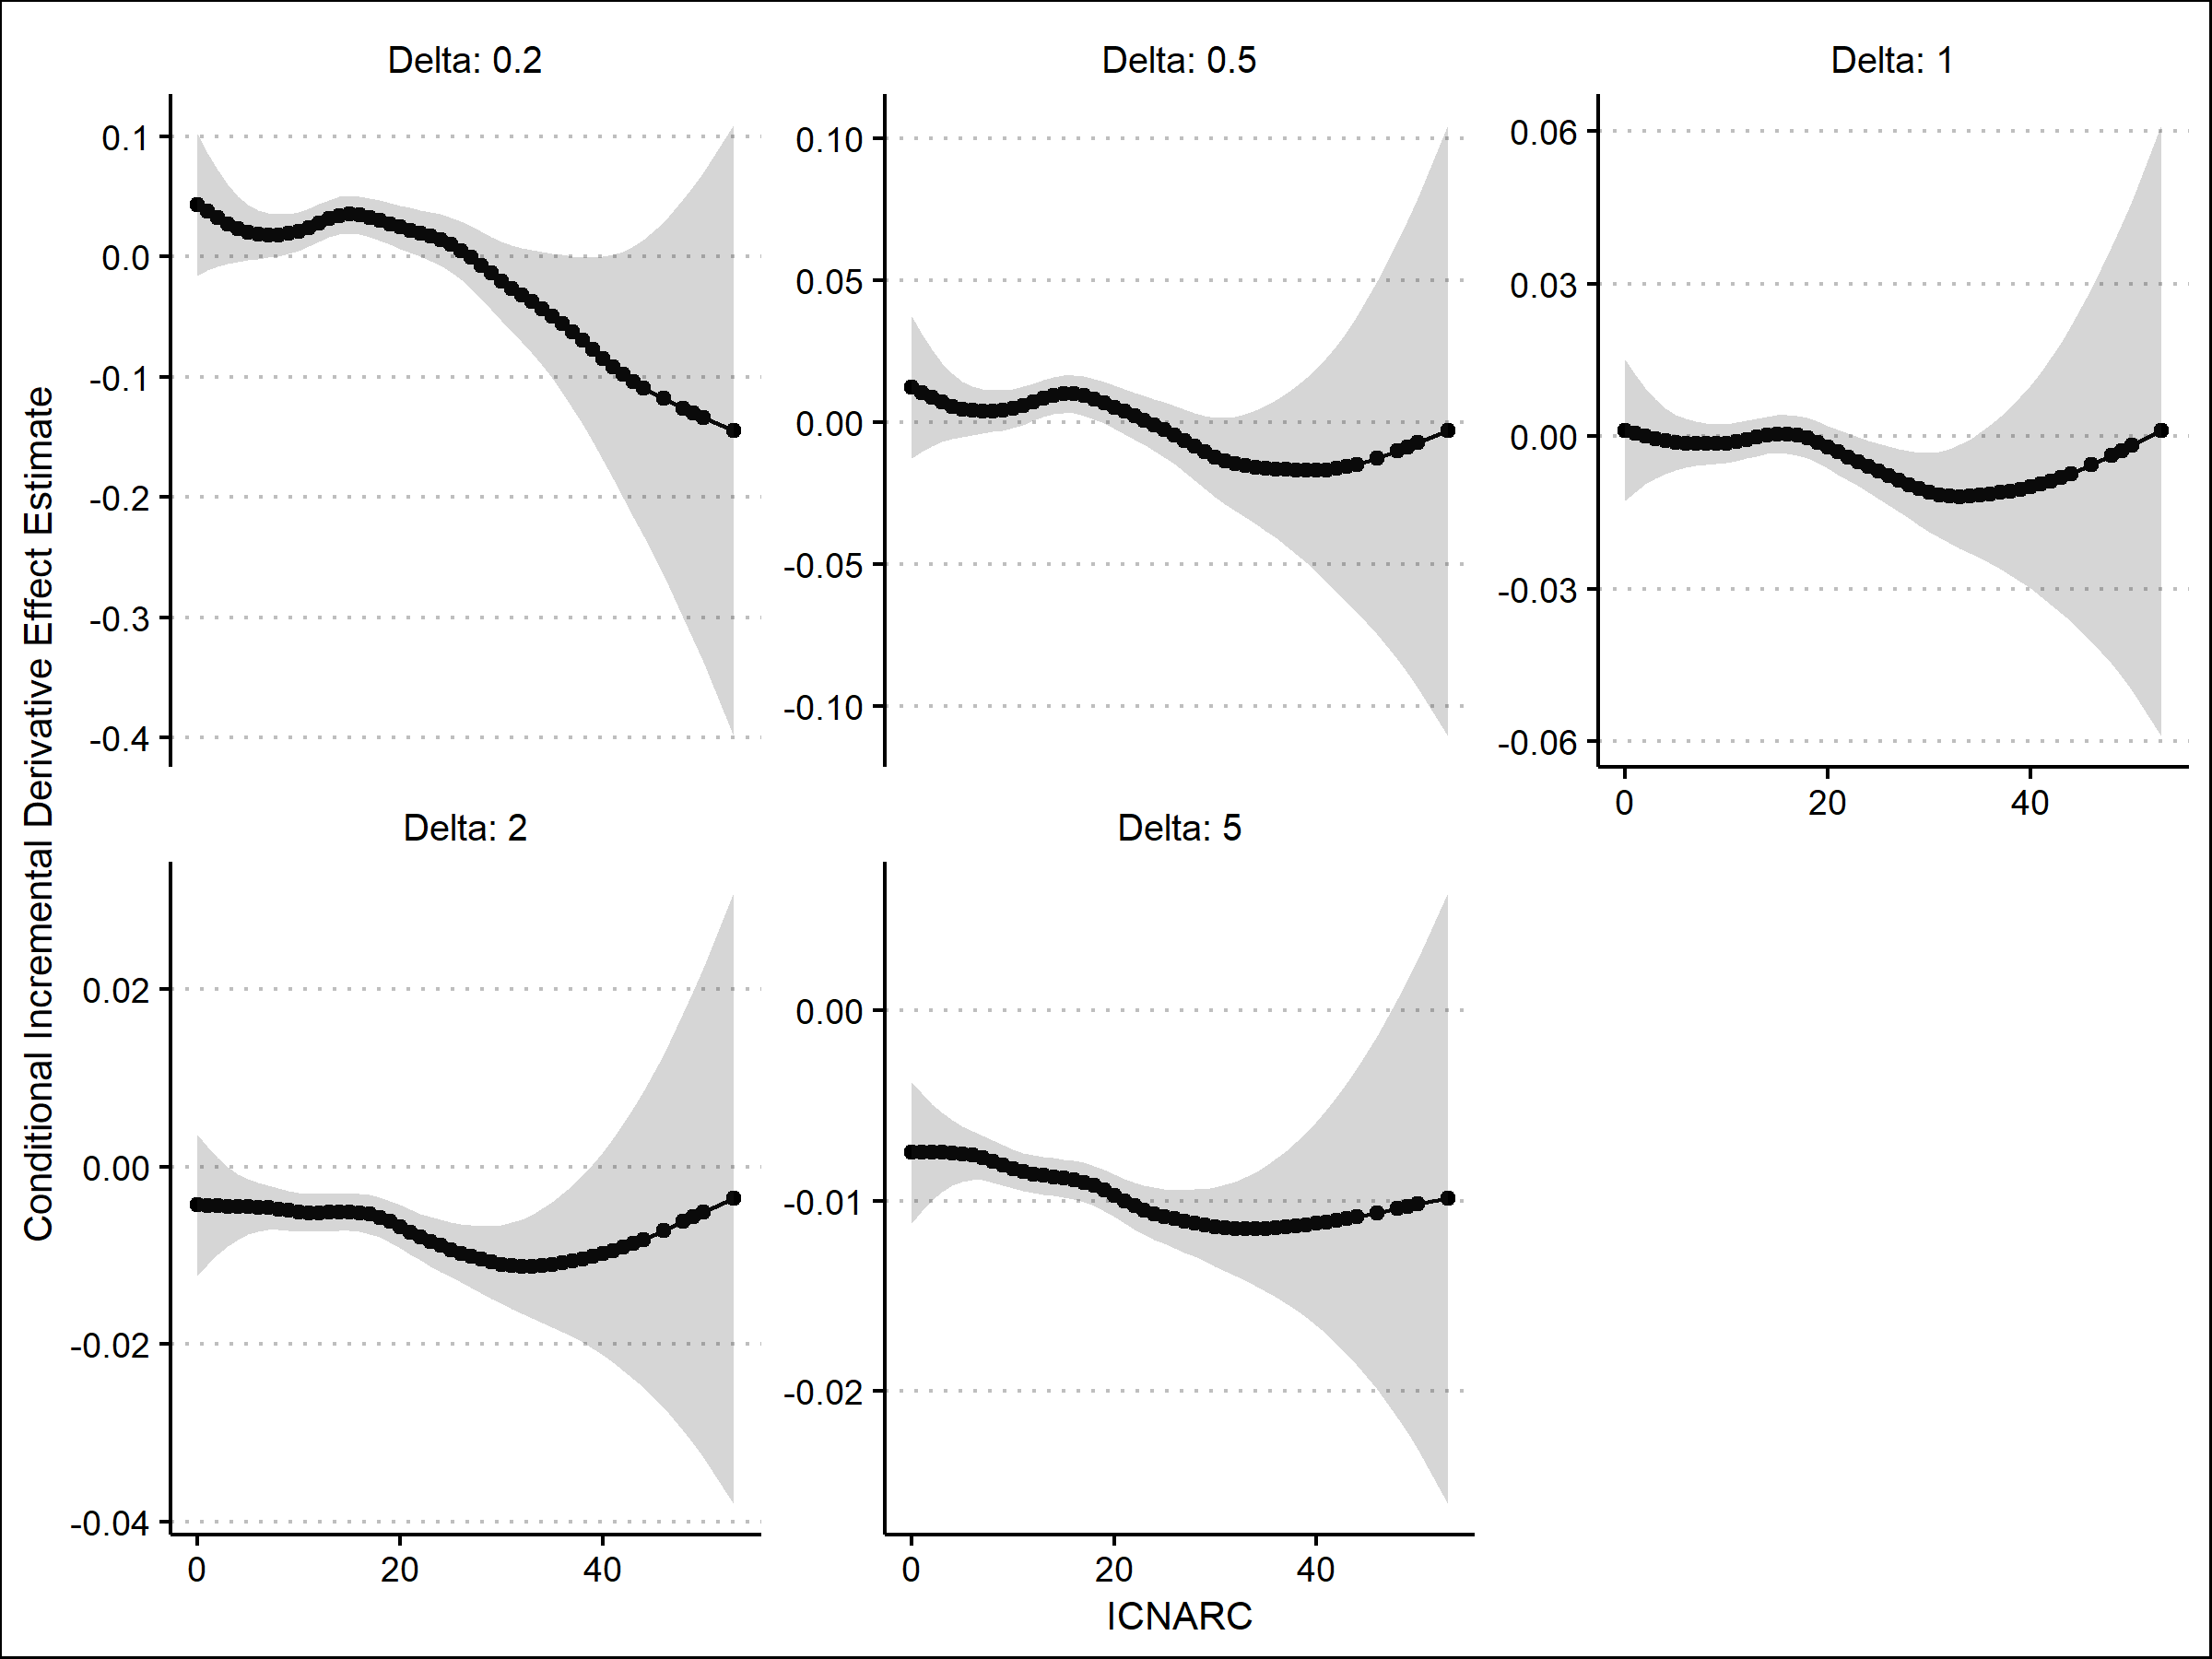 Delta: 0.2
Delta: 0.5
Delta: 1
0.1
0.0
-0.1
-0.2
-0.3
-0.4
0.10
0.05
0.00
-0.05
-0.10
0.06
0.03
0.00
-0.03
-0.06
0 20 40
Delta: 2
Delta: 5
0.02
0.00
-0.02
-0.04
0 20 40
0.00
-0.01
-0.02
0 20 40
ICNARC
Conditional Incremental Derivative Effect Estimate